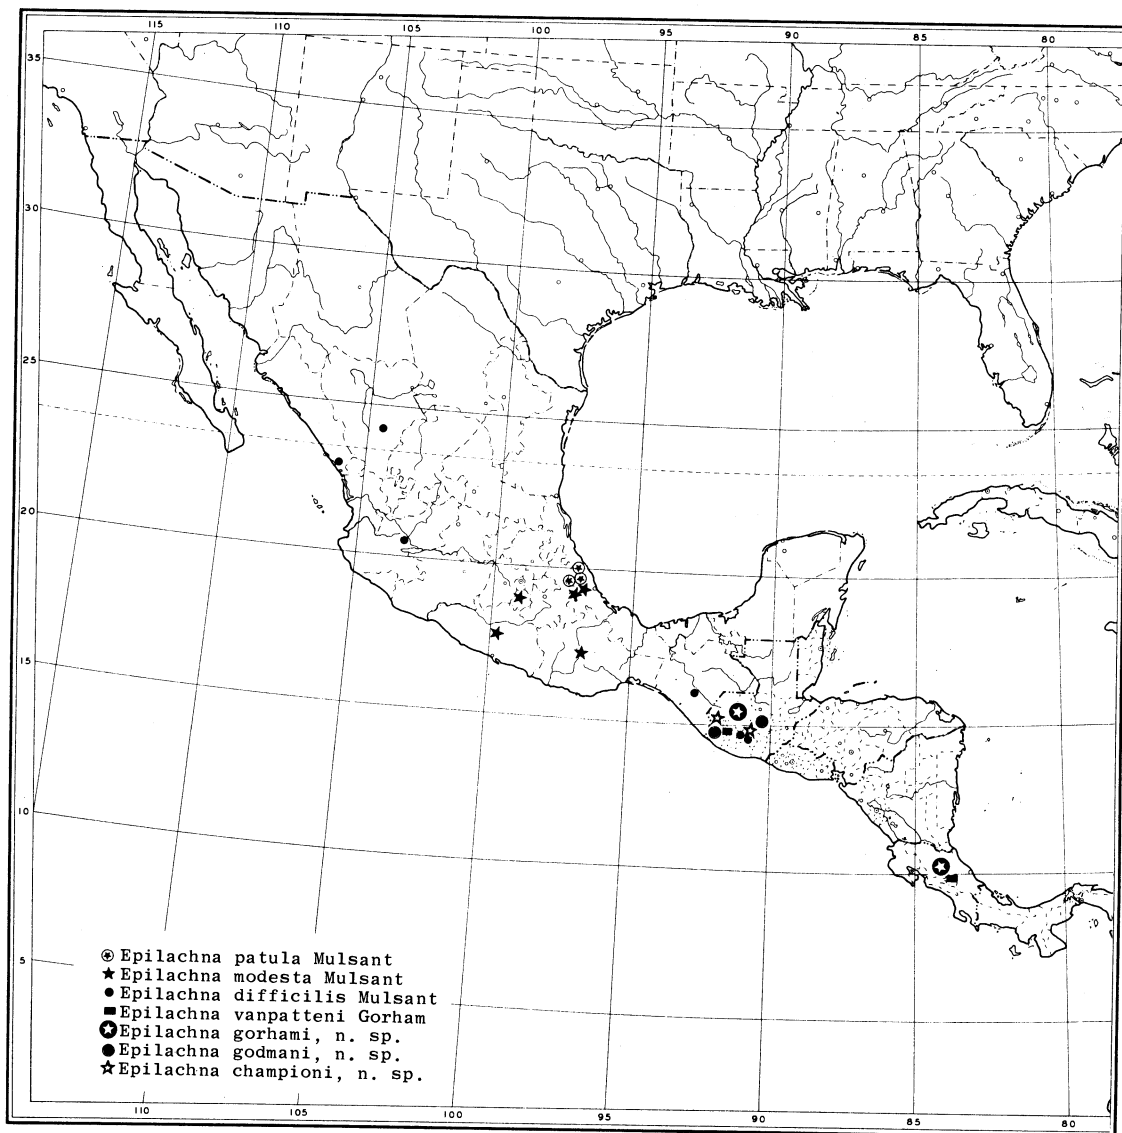 115 110 105 100 95 90 85 80
35
30
25
20
15
10
5
Epilachna patula Mulsant
Epilachna modesta Mulsant
Epilachna difficilis Mulsant
Epilachna vanpatteni Gorham
Epilachna gorhami, n. sp.
Epilachna godmani, n. sp.
Epilachna championi, n. sp.
110 105 100 95 90 85 80